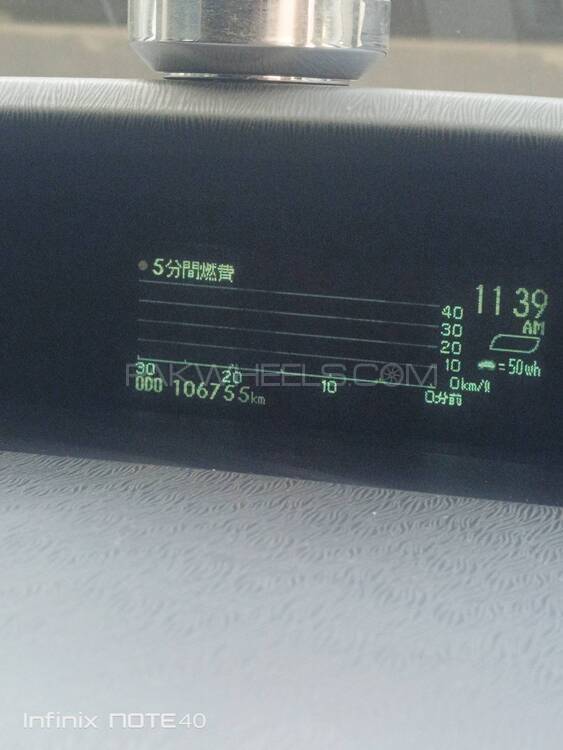 5分間燃費
11 39
AM
40
30
20
10
0km/ℓ
=50wh
30 20 10 0分前
ODO 106755km
PAKWHEELS.COM
Infinix NOTE40